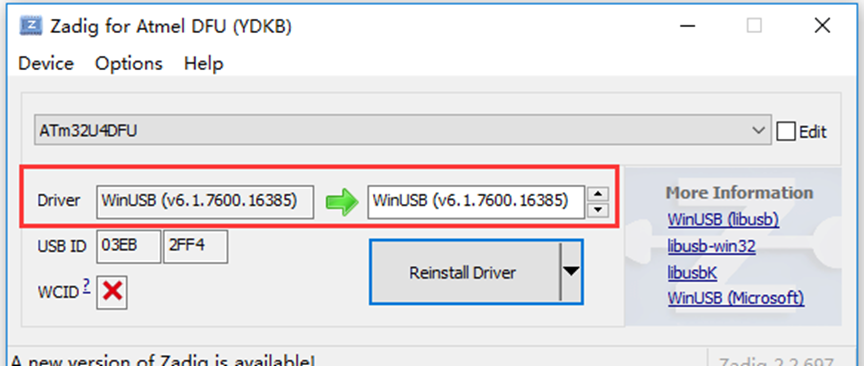 Zadig for Atmel DFU (YDKB)
Device Options Help
ATm32U4DFU
Edit
Driver WinUSB (v6.1.7600.16385) WinUSB (v6.1.7600.16385)
USB ID 03EB 2FF4
WCID ?
Reinstall Driver
More Information
WinUSB (libusb)
libusb-win32
libusbK
WinUSB (Microsoft)
A new version of Zadig is available!
Zadig 2.2.697